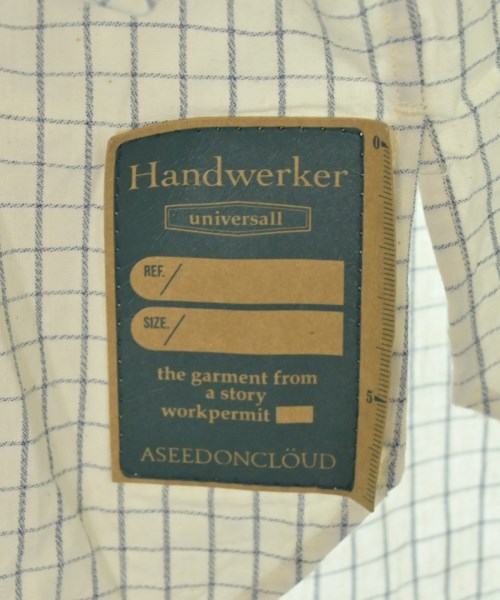 0
Handwerker
universall
REF. /
SIZE. /
5
the garment from
a story
workpermit
ASEEDONCLÖUD